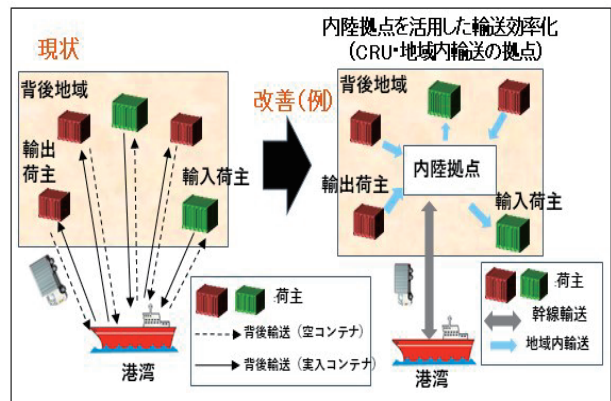 現状
背後地域
輸出
荷主
輸入荷主
港湾
荷主
背後輸送（空コンテナ）
背後輸送（実入コンテナ）
改善(例)
内陸拠点を活用した輸送効率化
(CRU・地域内輸送の拠点)
背後地域
内陸拠点
輸出荷主
輸入荷主
港湾
荷主
幹線輸送
地域内輸送